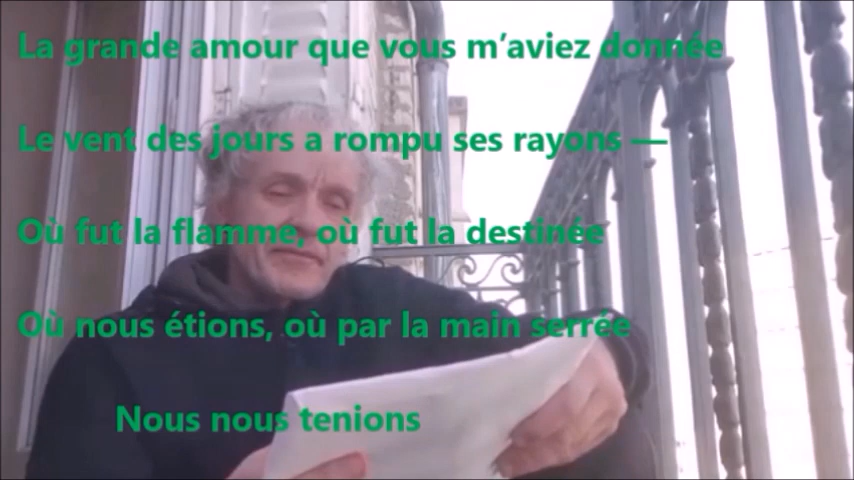 La grande amour que vous m’aviez donnée
Le vent des jours a rompu ses rayons —
Où fut la flamme, où fut la destinée
Où nous étions, où par la main serrée
Nous nous tenions